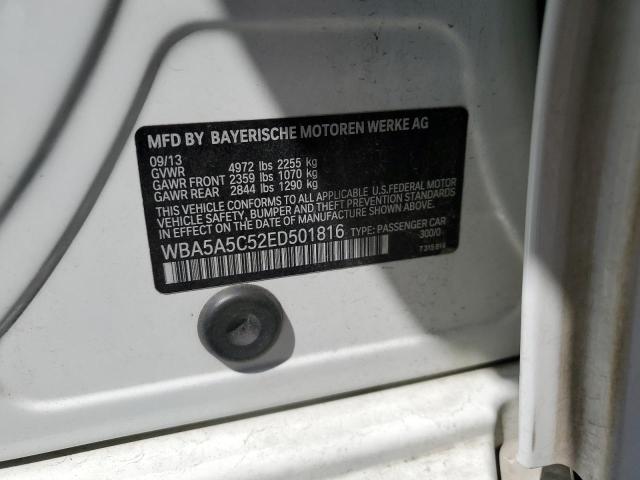 MFD BY BAYERISCHE MOTOREN WERKE AG
09/13
GVWR 4972 lbs 2255 kg
GAWR FRONT 2359 lbs 1070 kg
GAWR REAR 2844 lbs 1290 kg
THIS VEHICLE CONFORMS TO ALL APPLICABLE U.S. FEDERAL MOTOR
VEHICLE SAFETY, BUMPER AND THEFT PREVENTION STANDARDS
IN EFFECT ON THE DATE OF MANUFACTURE SHOWN ABOVE.
WBA5A5C52ED501816 TYPE: PASSENGER CAR
300/0